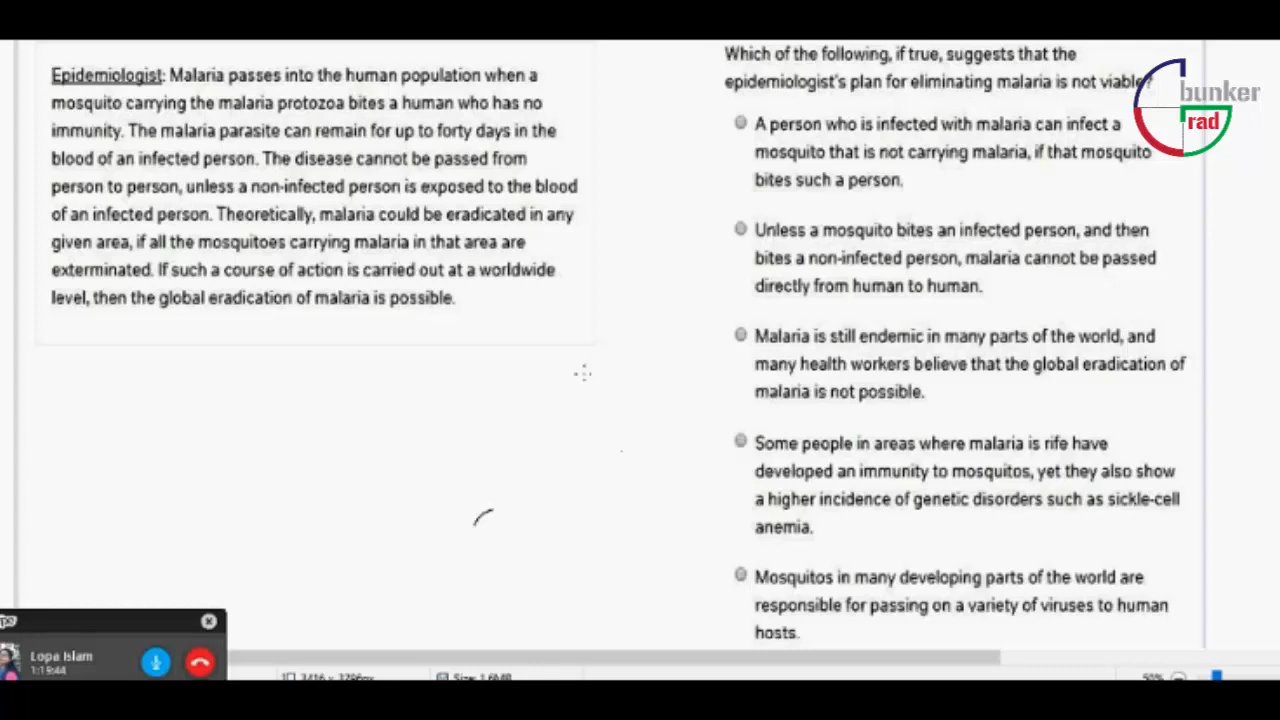 Epidemiologist: Malaria passes into the human population when a
mosquito carrying the malaria protozoa bites a human who has no
immunity. The malaria parasite can remain for up to forty days in the
blood of an infected person. The disease cannot be passed from
person to person, unless a non-infected person is exposed to the blood
of an infected person. Theoretically, malaria could be eradicated in any
given area, if all the mosquitoes carrying malaria in that area are
exterminated. If such a course of action is carried out at a worldwide
level, then the global eradication of malaria is possible.
Which of the following, if true, suggests that the
epidemiologist's plan for eliminating malaria is not viable?
A person who is infected with malaria can infect a
mosquito that is not carrying malaria, if that mosquito
bites such a person.
Unless a mosquito bites an infected person, and then
bites a non-infected person, malaria cannot be passed
directly from human to human.
Malaria is still endemic in many parts of the world, and
many health workers believe that the global eradication of
malaria is not possible.
Some people in areas where malaria is rife have
developed an immunity to mosquitos, yet they also show
a higher incidence of genetic disorders such as sickle-cell
anemia.
Mosquitos in many developing parts of the world are
responsible for passing on a variety of viruses to human
hosts.
bunker
rad
Lopa Islam
1:19:44
50%